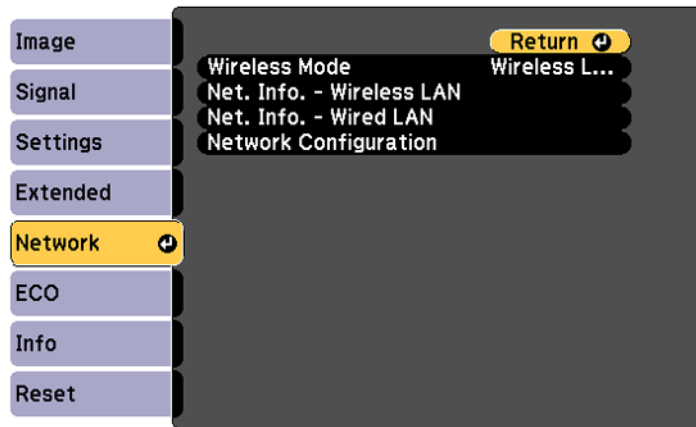 Image
Signal
Settings
Extended
Network
ECO
Info
Reset
Return
Wireless Mode Wireless L...
Net. Info. - Wireless LAN
Net. Info. - Wired LAN
Network Configuration